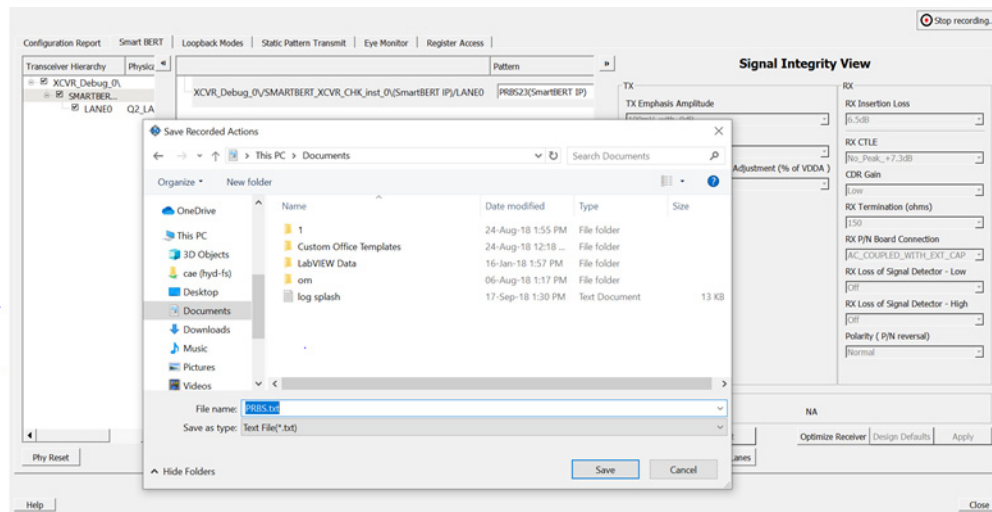 Stop recording..
Configuration Report Smart BERT Loopback Modes Static Pattern Transmit Eye Monitor Register Access
Transceiver Hierarchy Physica Pattern
XCVR_Debug_0\
SMARTBER...
LANE0 Q2_LA
XCVR_Debug_0\/SMARTBERT_XCVR_CHK_inst_0\(SmartBERT IP)/LANE0 PRBS23(SmartBERT IP)
Signal Integrity View
TX
TX Emphasis Amplitude
Adjustment (% of VDDA )
RX
RX Insertion Loss
6.5dB
RX CTLE
No_Peak_+7.3dB
CDR Gain
Low
RX Termination (ohms)
150
RX P/N Board Connection
AC_COUPLED_WITH_EXT_CAP
RX Loss of Signal Detector - Low
Off
RX Loss of Signal Detector - High
Off
Polarity ( P/N reversal)
Normal
NA
Optimize Receiver Design Defaults Apply
Lanes
Save Recorded Actions
This PC > Documents Search Documents
Organize New folder
OneDrive
This PC
3D Objects
cae (hyd-fs)
Desktop
Documents
Downloads
Music
Pictures
Videos
Name Date modified Type Size
1 24-Aug-18 1:55 PM File folder
Custom Office Templates 24-Aug-18 12:18 ... File folder
LabVIEW Data 16-Jan-18 1:57 PM File folder
om 06-Aug-18 1:17 PM File folder
log splash 17-Sep-18 1:30 PM Text Document 13 KB
File name: PRBS.txt
Save as type: Text File(*.txt)
Hide Folders Save Cancel
Phy Reset
Help Close